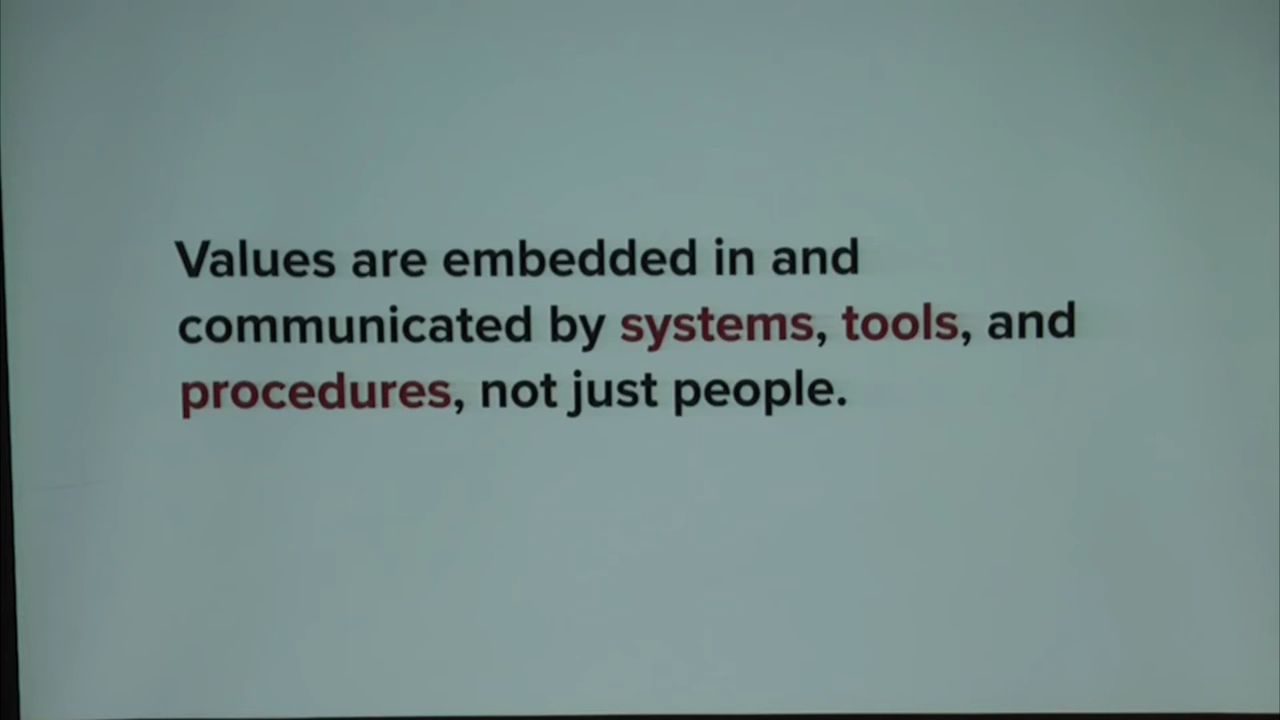 Values are embedded in and
communicated by systems, tools, and
procedures, not just people.